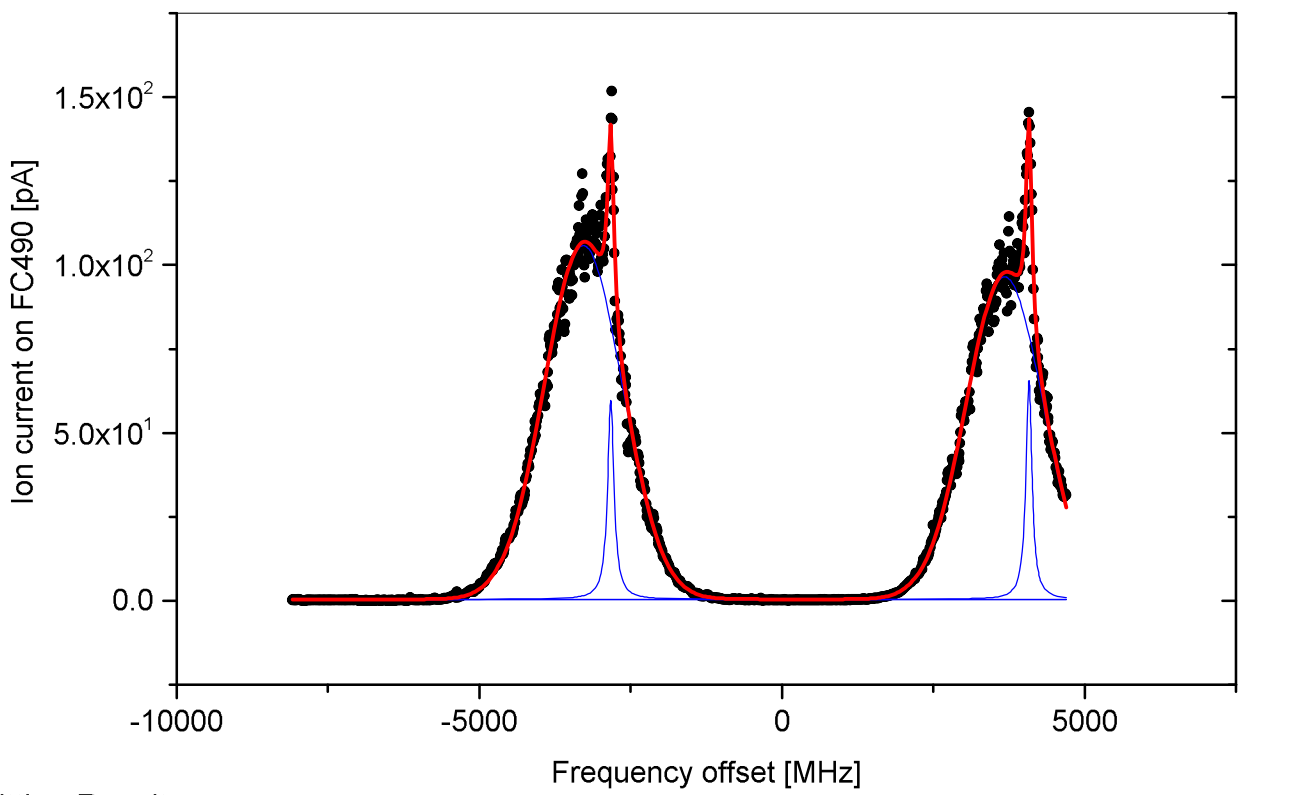 1.5x10²
1.0x10²
5.0x10¹
0.0
-10000
-5000
0
5000
Ion current on FC490 [pA]
Frequency offset [MHz]